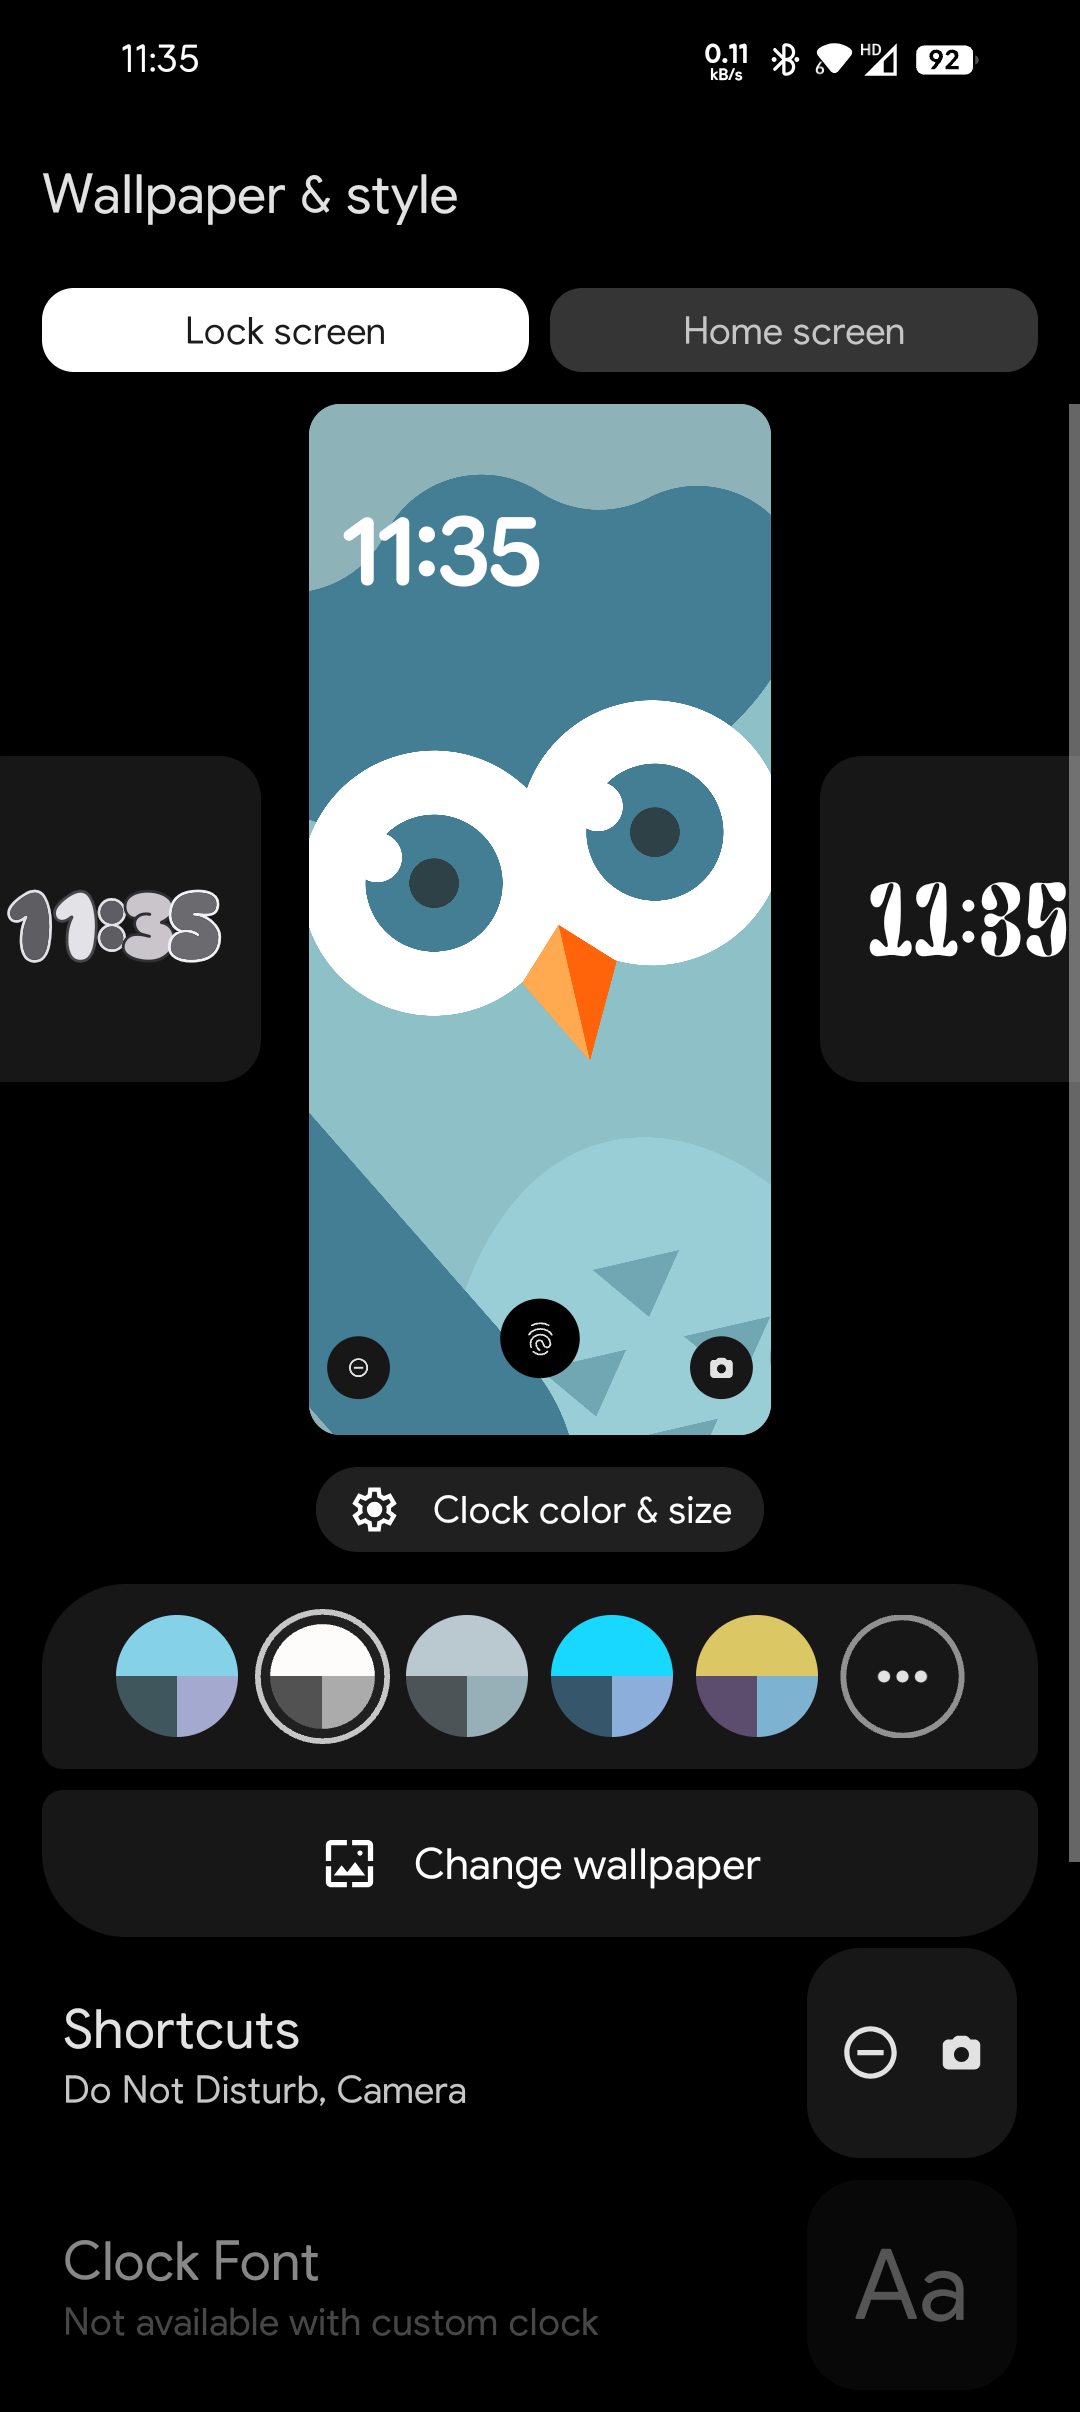 11:35
0.11
kB/s
6
HD
92
Wallpaper & style
Lock screen
Home screen
11:35
11:35
11:35
Clock color & size
Change wallpaper
Shortcuts
Do Not Disturb, Camera
Clock Font
Not available with custom clock
Aa